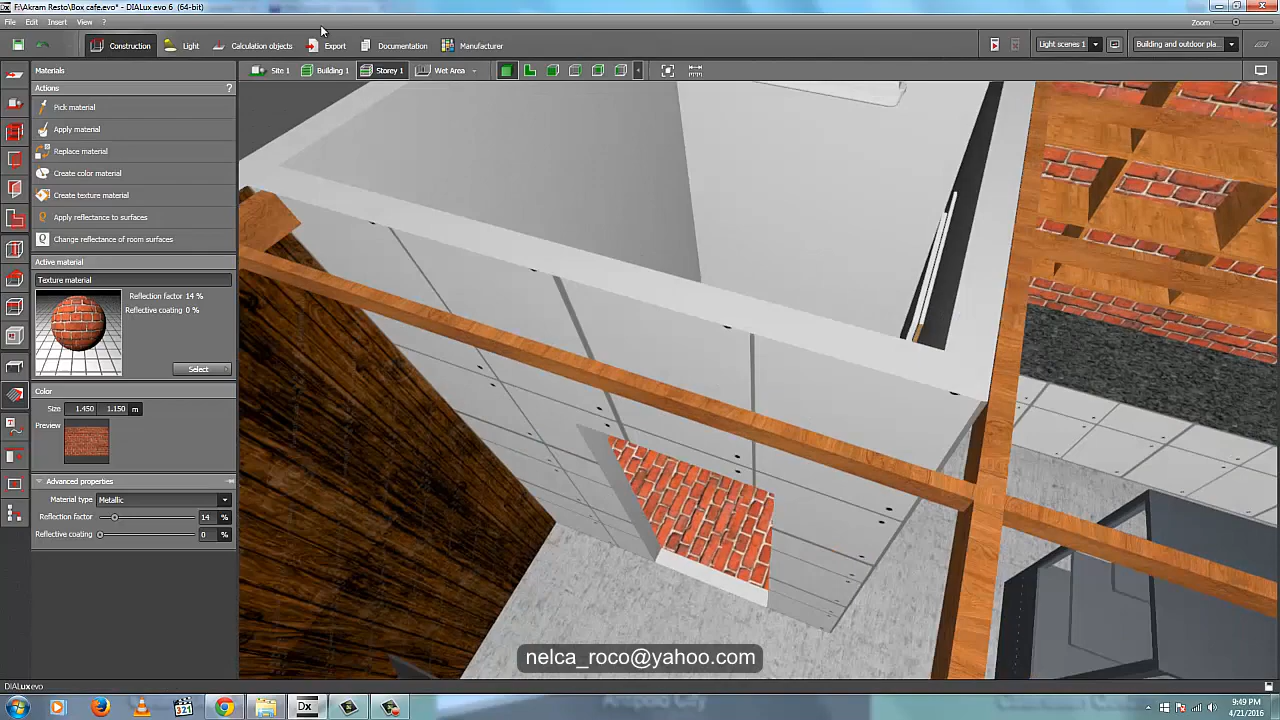 F:\Akram Resto\Box cafe.evo* - DIALux evo 6 (64-bit)
File Edit Insert View ?
Zoom
Construction Light Calculation objects Export Documentation Manufacturer
Light scenes 1 Building and outdoor pla...
Materials Site 1 Building 1 Storey 1 Wet Area
Actions ?
Pick material
Apply material
Replace material
Create color material
Create texture material
Apply reflectance to surfaces
Change reflectance of room surfaces
Active material
Texture material
Reflection factor 14 %
Reflective coating 0 %
Select
Color
Size 1.450 1.150 m
Preview
Advanced properties
Material type Metallic
Reflection factor 14 %
Reflective coating 0 %
nelca_roco@yahoo.com
DIALux evo
9:49 PM
4/21/2016